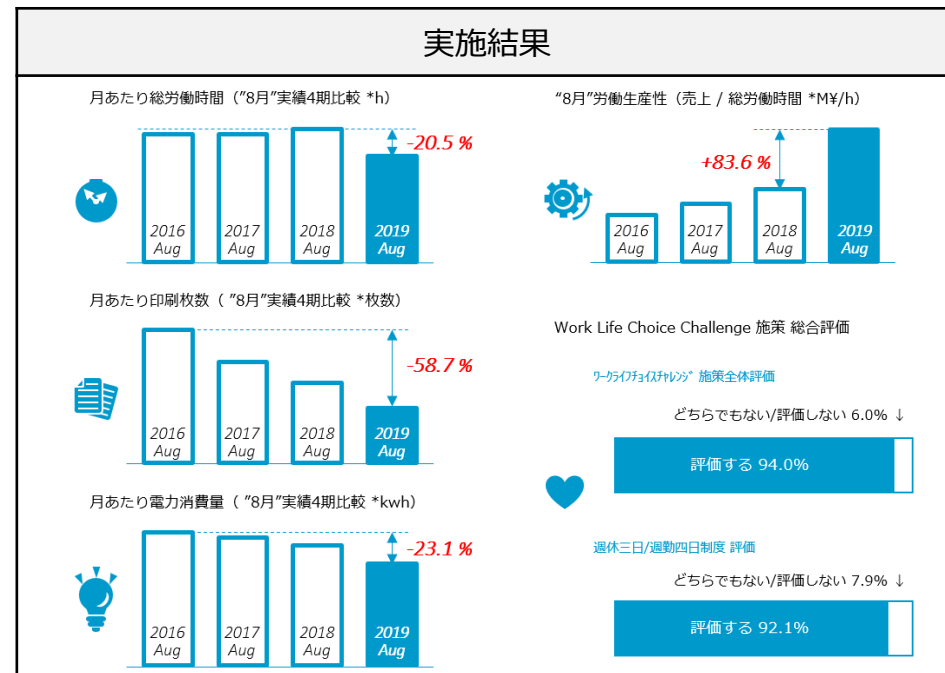 実施結果
月あたり総労働時間（”8月”実績4期比較 *h）
-20.5 %
2016 Aug
2017 Aug
2018 Aug
2019 Aug
月あたり印刷枚数（ ”8月”実績4期比較 *枚数）
-58.7 %
2016 Aug
2017 Aug
2018 Aug
2019 Aug
月あたり電力消費量（ ”8月”実績4期比較 *kwh）
-23.1 %
2016 Aug
2017 Aug
2018 Aug
2019 Aug
“8月”労働生産性（売上 / 総労働時間 *M¥/h）
+83.6 %
2016 Aug
2017 Aug
2018 Aug
2019 Aug
Work Life Choice Challenge 施策 総合評価
ﾜｰｸﾗｲﾌﾁｮｲｽﾁｬﾚﾝｼﾞ 施策全体評価
どちらでもない/評価しない 6.0% ↓
評価する 94.0%
週休三日/週勤四日制度 評価
どちらでもない/評価しない 7.9% ↓
評価する 92.1%